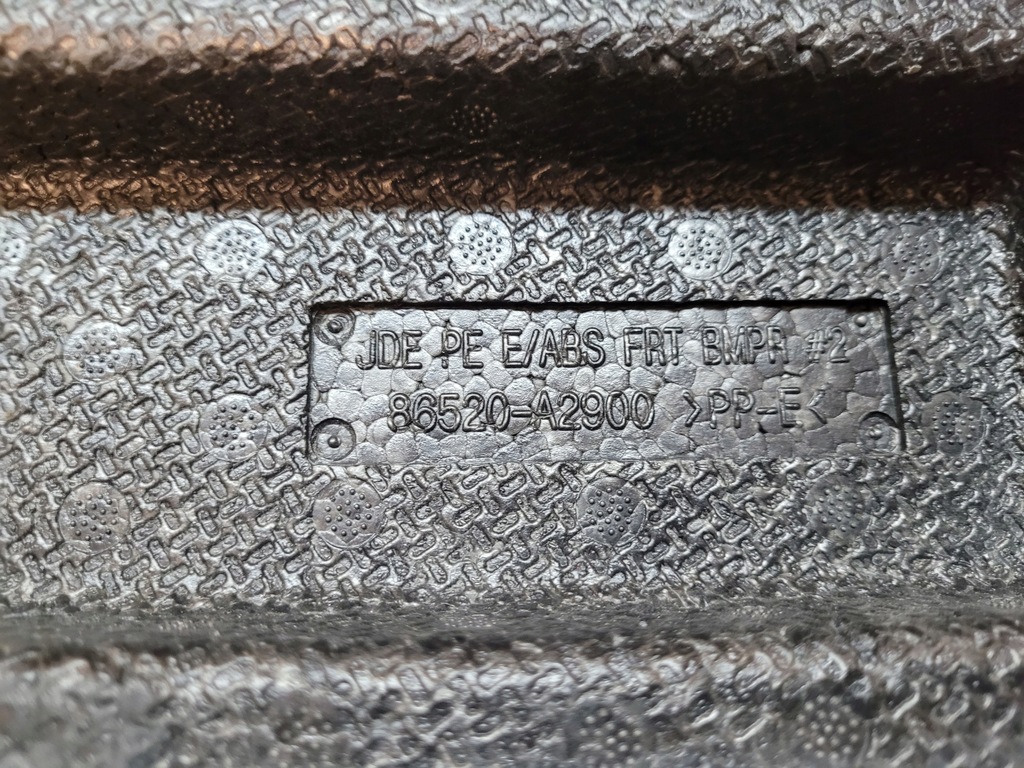 JDE PE E/ABS FRT BMPR #2
86520-A2900 >PP-E<